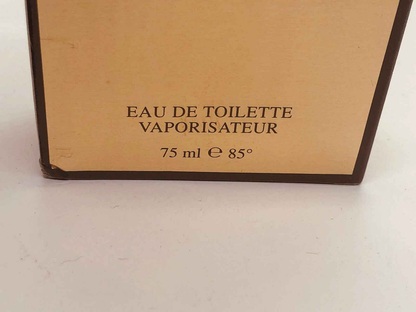 EAU DE TOILETTE
VAPORISATEUR
75 ml ℮ 85°